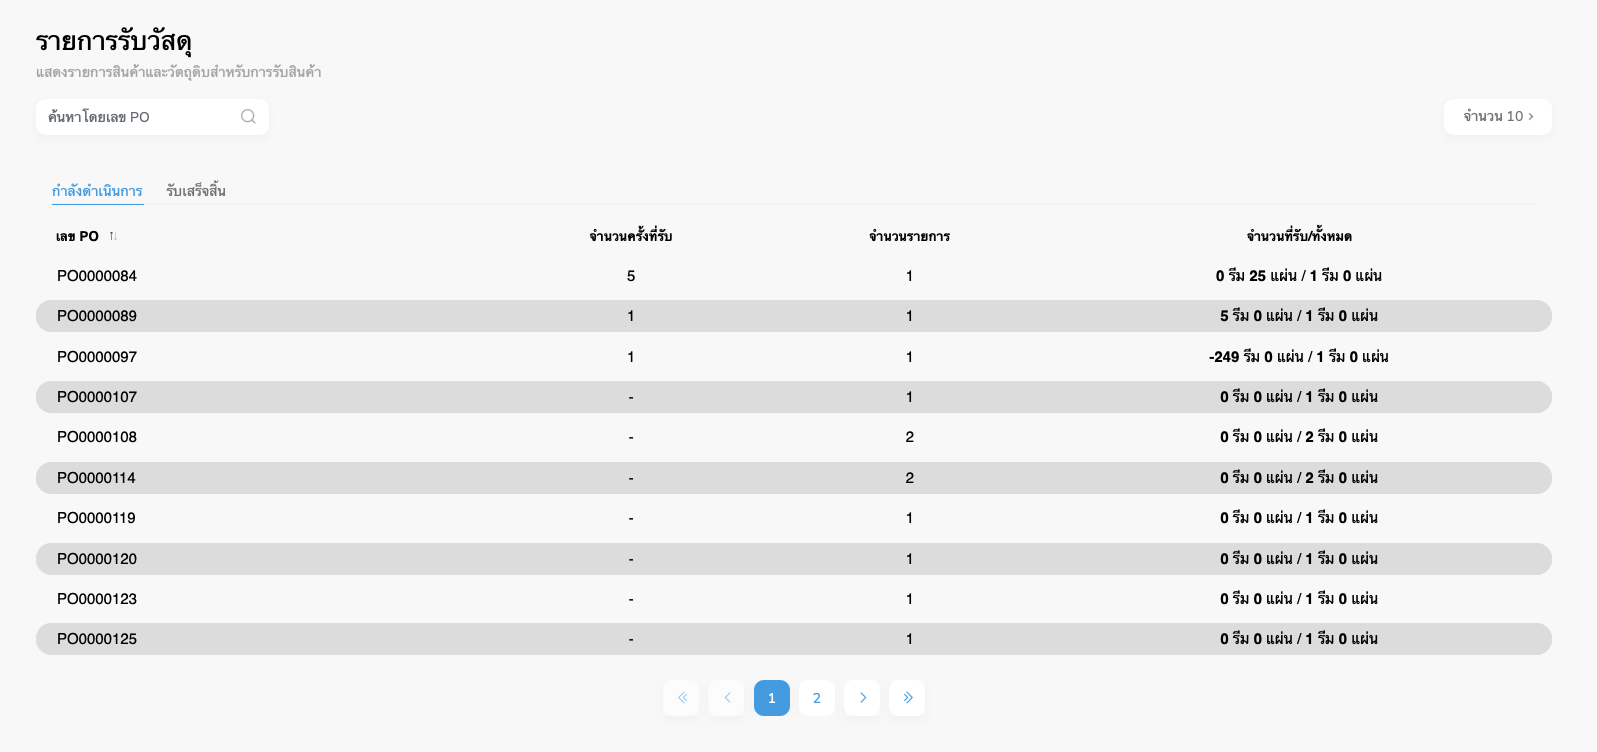 รายการรับวัสดุ
แสดงรายการสินค้าและวัตถุดิบสำหรับการรับสินค้า
ค้นหาโดยเลข PO
จำนวน 10 >
กำลังดำเนินการ รับเสร็จสิ้น
เลข PO ↑↓ จำนวนครั้งที่รับ จำนวนรายการ จำนวนที่รับ/ทั้งหมด
PO0000084 5 1 0 รีม 25 แผ่น / 1 รีม 0 แผ่น
PO0000089 1 1 5 รีม 0 แผ่น / 1 รีม 0 แผ่น
PO0000097 1 1 -249 รีม 0 แผ่น / 1 รีม 0 แผ่น
PO0000107 - 1 0 รีม 0 แผ่น / 1 รีม 0 แผ่น
PO0000108 - 2 0 รีม 0 แผ่น / 2 รีม 0 แผ่น
PO0000114 - 2 0 รีม 0 แผ่น / 2 รีม 0 แผ่น
PO0000119 - 1 0 รีม 0 แผ่น / 1 รีม 0 แผ่น
PO0000120 - 1 0 รีม 0 แผ่น / 1 รีม 0 แผ่น
PO0000123 - 1 0 รีม 0 แผ่น / 1 รีม 0 แผ่น
PO0000125 - 1 0 รีม 0 แผ่น / 1 รีม 0 แผ่น
« < 1 2 > »